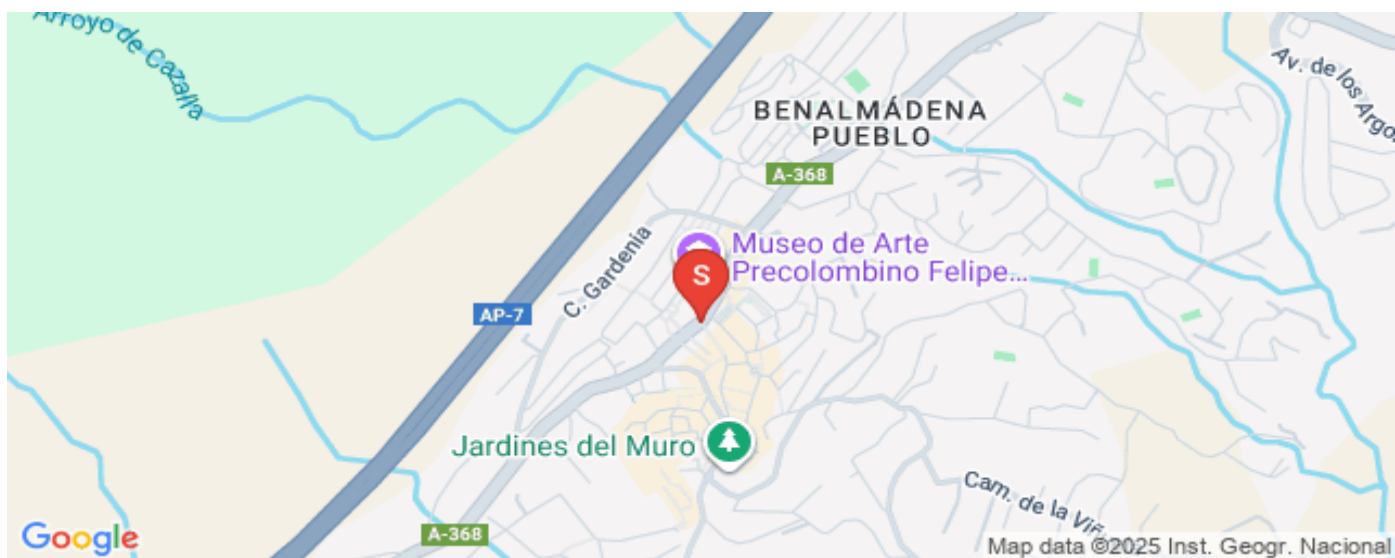 Arroyo de Cazalla
Av. de los Argo
BENALMÁDENA
PUEBLO
A-368
C. Gardenia
Museo de Arte
Precolombino Felipe...
S
AP-7
Jardines del Muro
Cam. de la Viñ
A-368
Google
Map data ©2025 Inst. Geogr. Nacional